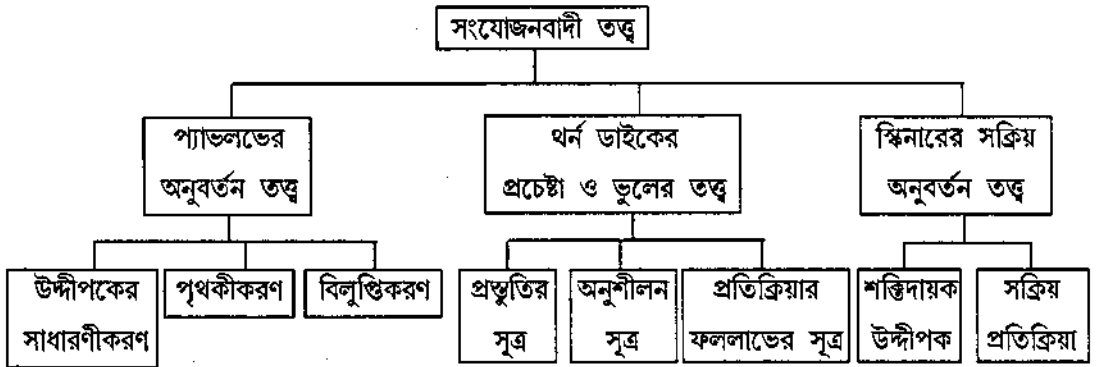 সংযোজনবাদী তত্ত্ব
প্যাভলভের
অনুবর্তন তত্ত্ব
থর্ন ডাইকের
প্রচেষ্টা ও ভুলের তত্ত্ব
স্কিনারের সক্রিয়
অনুবর্তন তত্ত্ব
উদ্দীপকের
সাধারণীকরণ
পৃথকীকরণ
বিলুপ্তিকরণ
প্রস্তুতির
সূত্র
অনুশীলন
সূত্র
প্রতিক্রিয়ার
ফললাভের সূত্র
শক্তিদায়ক
উদ্দীপক
সক্রিয়
প্রতিক্রিয়া